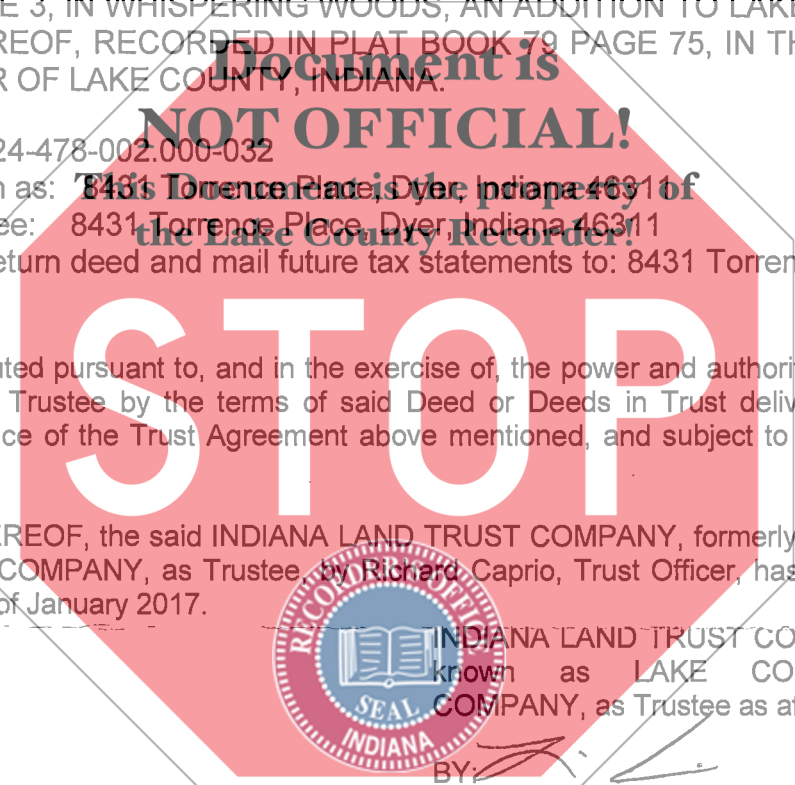 E 3, IN WHISPERING WOODS, AN ADDITION TO LAKE
REOF, RECORDED IN PLAT BOOK 79 PAGE 75, IN TH
R OF LAKE COUNTY, INDIANA.
Document is
NOT OFFICIAL!
This Document is the property of
the Lake County Recorder!
24-478-002.000-032
n as: 8431 Torrence Place, Dyer, Indiana 46311
ee: 8431 Torrence Place, Dyer, Indiana 46311
eturn deed and mail future tax statements to: 8431 Torren
STOP
uted pursuant to, and in the exercise of, the power and authori
Trustee by the terms of said Deed or Deeds in Trust deliv
ce of the Trust Agreement above mentioned, and subject to
EREOF, the said INDIANA LAND TRUST COMPANY, formerly
COMPANY, as Trustee, by Richard Caprio, Trust Officer, has
of January 2017.
RECORDER'S OFFICE
SEAL
INDIANA
INDIANA LAND TRUST CO
known as LAKE CO
COMPANY, as Trustee as a
BY: